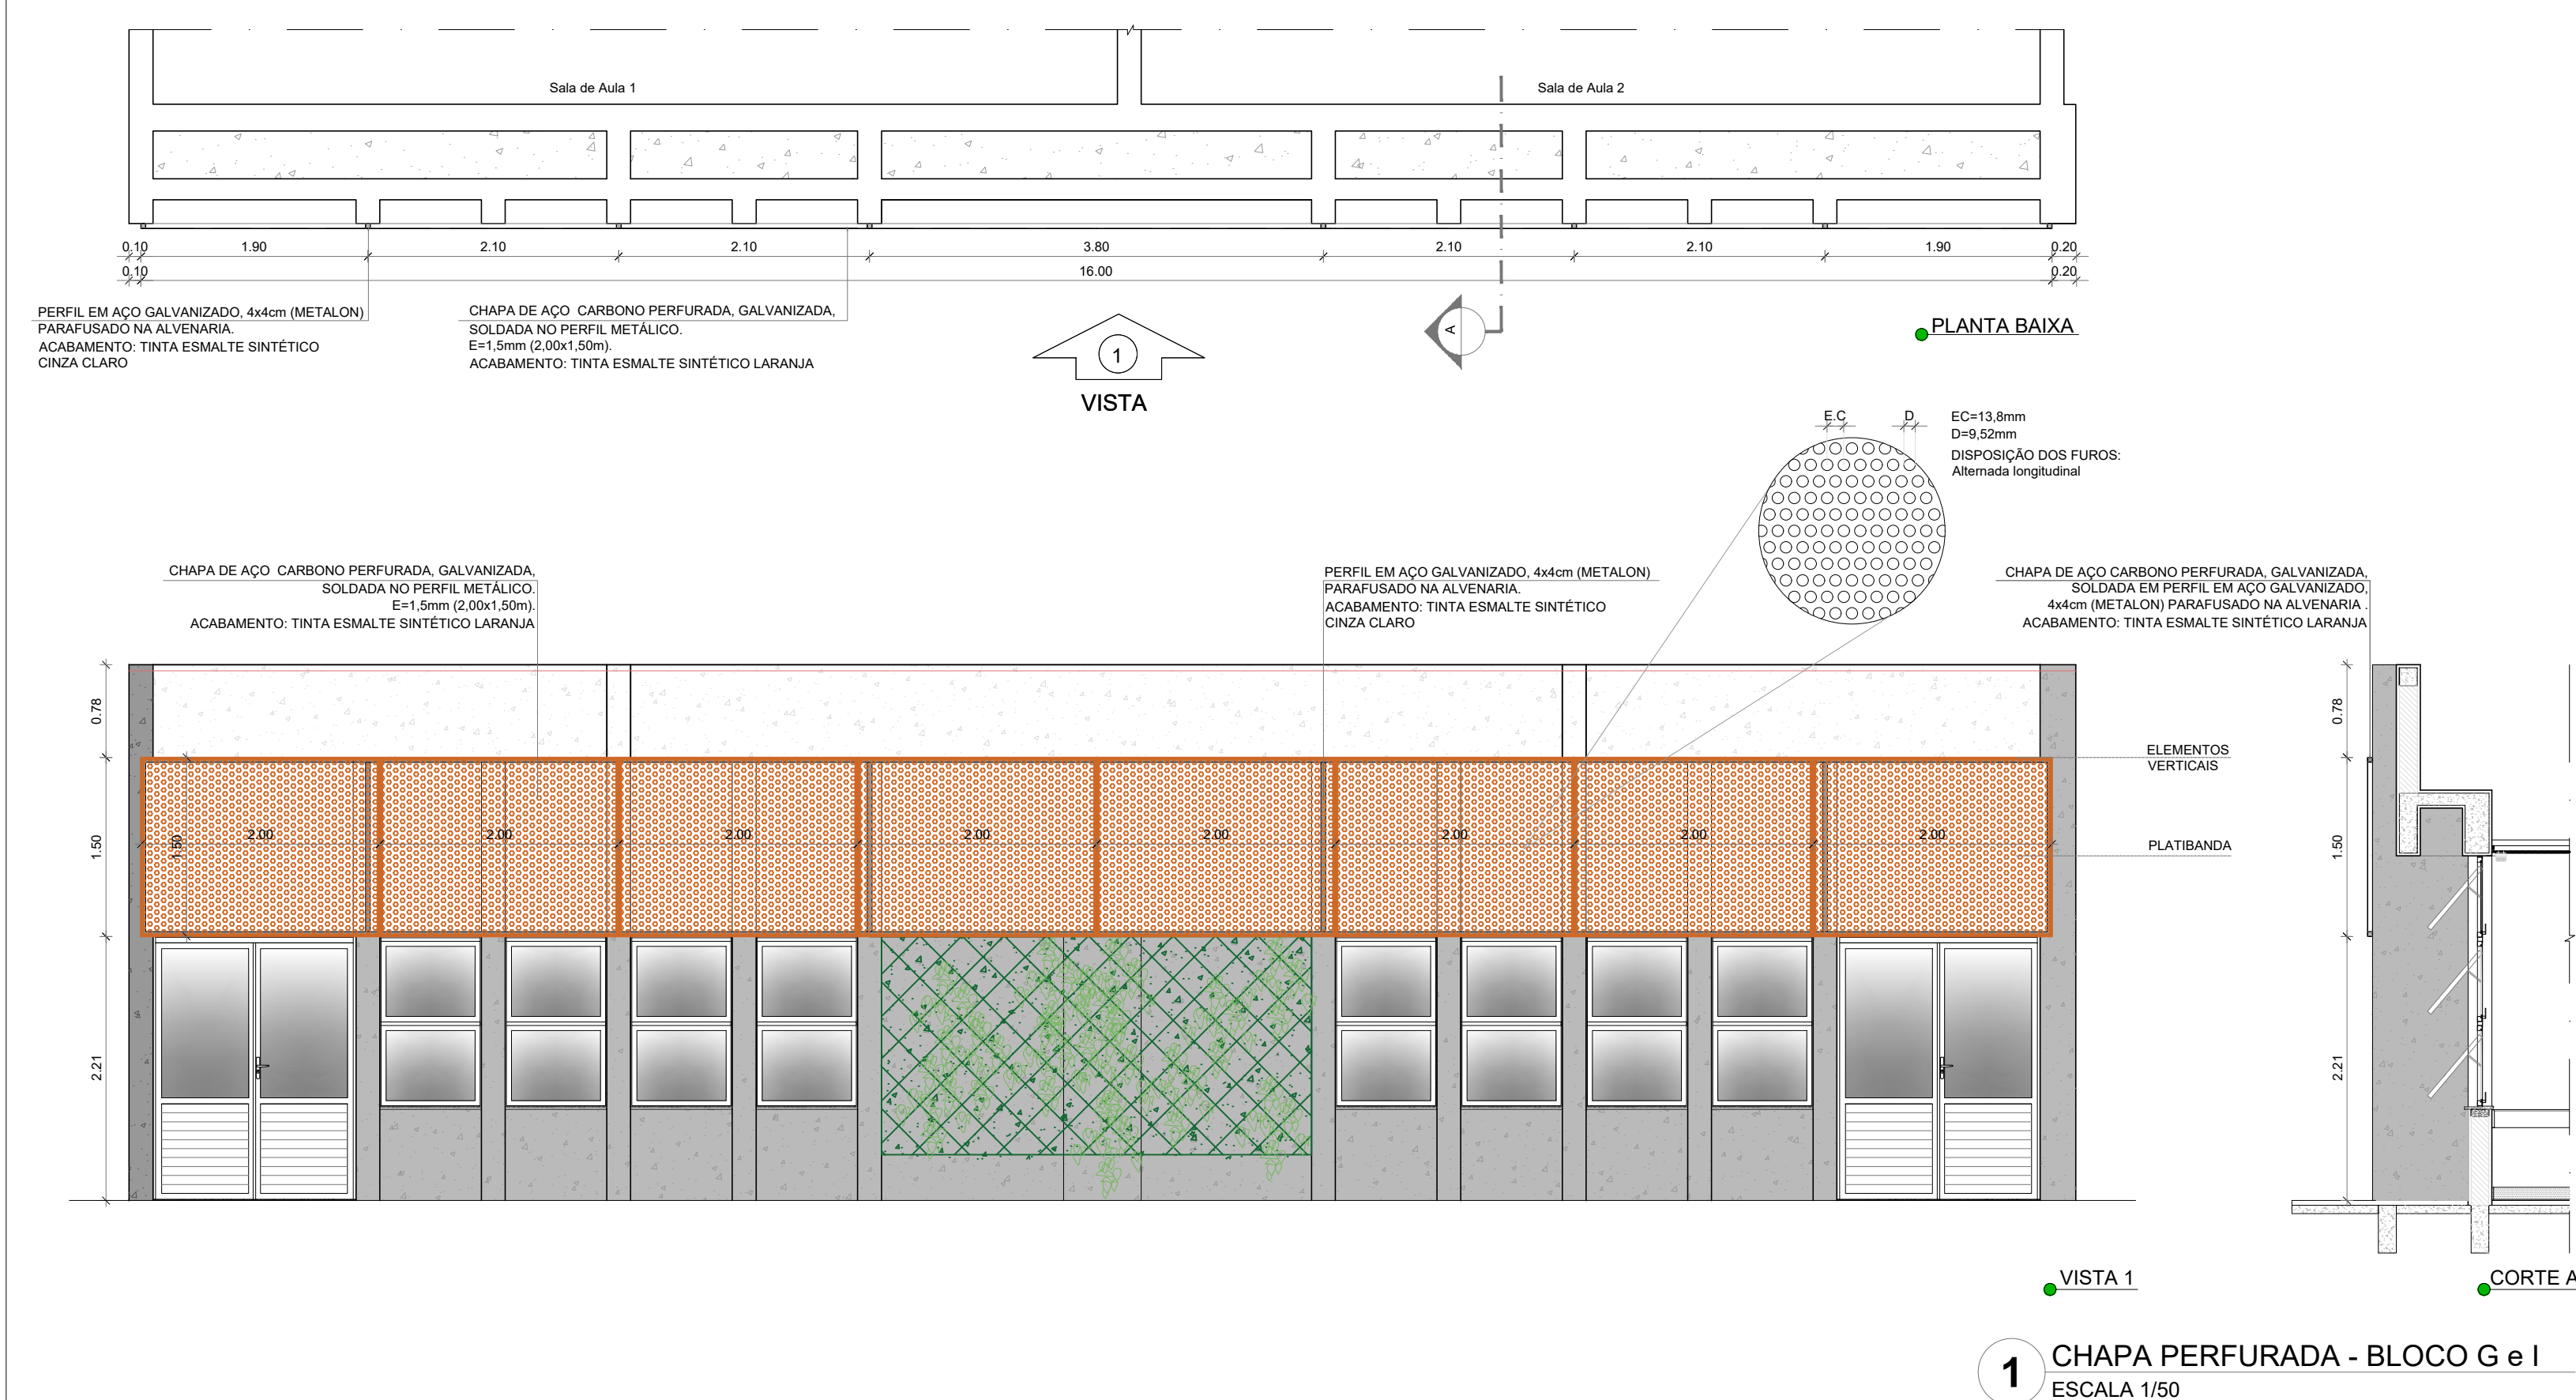 Sala de Aula 1
Sala de Aula 2
0.10
1.90
2.10
2.10
3.80
2.10
2.10
1.90
0.20
0.10
16.00
0.20
PERFIL EM AÇO GALVANIZADO, 4x4cm (METALON)
PARAFUSADO NA ALVENARIA.
ACABAMENTO: TINTA ESMALTE SINTÉTICO
CINZA CLARO
CHAPA DE AÇO CARBONO PERFURADA, GALVANIZADA,
SOLDADA NO PERFIL METÁLICO.
E=1,5mm (2,00x1,50m).
ACABAMENTO: TINTA ESMALTE SINTÉTICO LARANJA
1
VISTA
A
PLANTA BAIXA
E.C
D
EC=13,8mm
D=9,52mm
DISPOSIÇÃO DOS FUROS:
Alternada longitudinal
CHAPA DE AÇO CARBONO PERFURADA, GALVANIZADA,
SOLDADA NO PERFIL METÁLICO.
E=1,5mm (2,00x1,50m).
ACABAMENTO: TINTA ESMALTE SINTÉTICO LARANJA
PERFIL EM AÇO GALVANIZADO, 4x4cm (METALON)
PARAFUSADO NA ALVENARIA.
ACABAMENTO: TINTA ESMALTE SINTÉTICO
CINZA CLARO
CHAPA DE AÇO CARBONO PERFURADA, GALVANIZADA,
SOLDADA EM PERFIL EM AÇO GALVANIZADO,
4x4cm (METALON) PARAFUSADO NA ALVENARIA .
ACABAMENTO: TINTA ESMALTE SINTÉTICO LARANJA
0.78
1.50
2.21
1.50
2.00
2.00
2.00
2.00
2.00
2.00
2.00
2.00
ELEMENTOS
VERTICAIS
PLATIBANDA
0.78
1.50
2.21
VISTA 1
CORTE A
1
CHAPA PERFURADA - BLOCO G e I
ESCALA 1/50